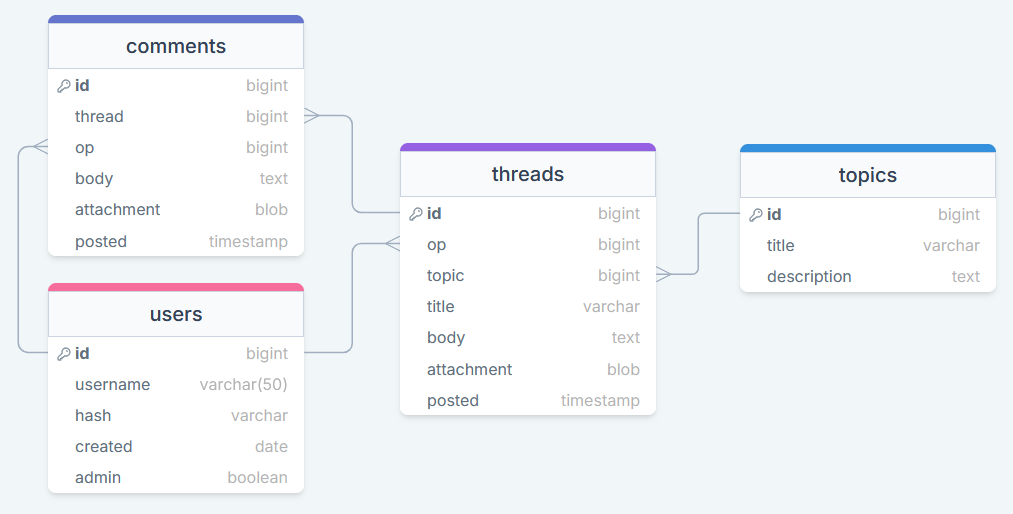 comments
id bigint
thread bigint
op bigint
body text
attachment blob
posted timestamp
users
id bigint
username varchar(50)
hash varchar
created date
admin boolean
threads
id bigint
op bigint
topic bigint
title varchar
body text
attachment blob
posted timestamp
topics
id bigint
title varchar
description text